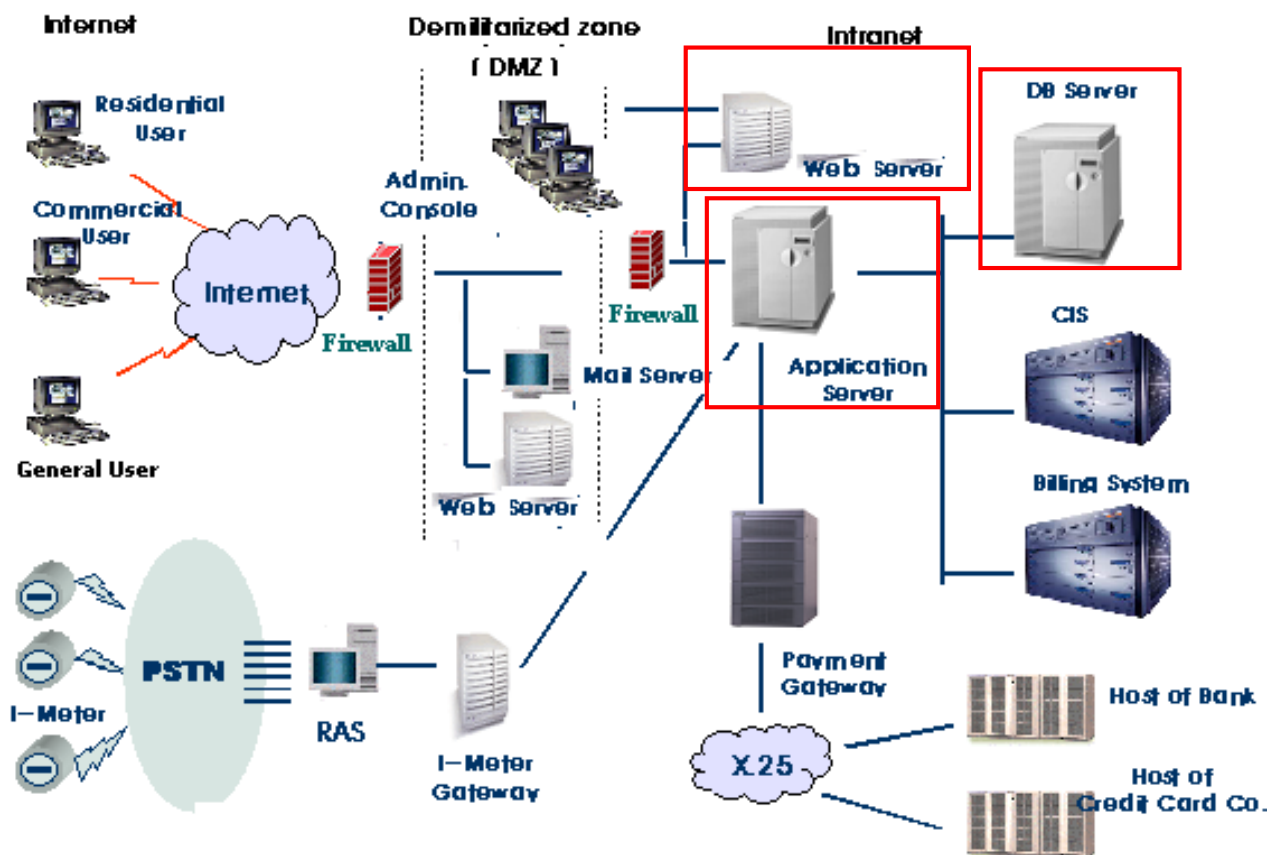 Internet
Demilitarized zone
( DMZ )
Intranet
Residential
User
DB Server
Web Server
Admin.
Console
Commercial
User
Internet
Firewall
Firewall
CIS
Mail Server
Application
Server
General User
Web Server
Billing System
PSTN
I-Meter
RAS
I-Meter
Gateway
Payment
Gateway
X.25
Host of Bank
Host of
Credit Card Co.